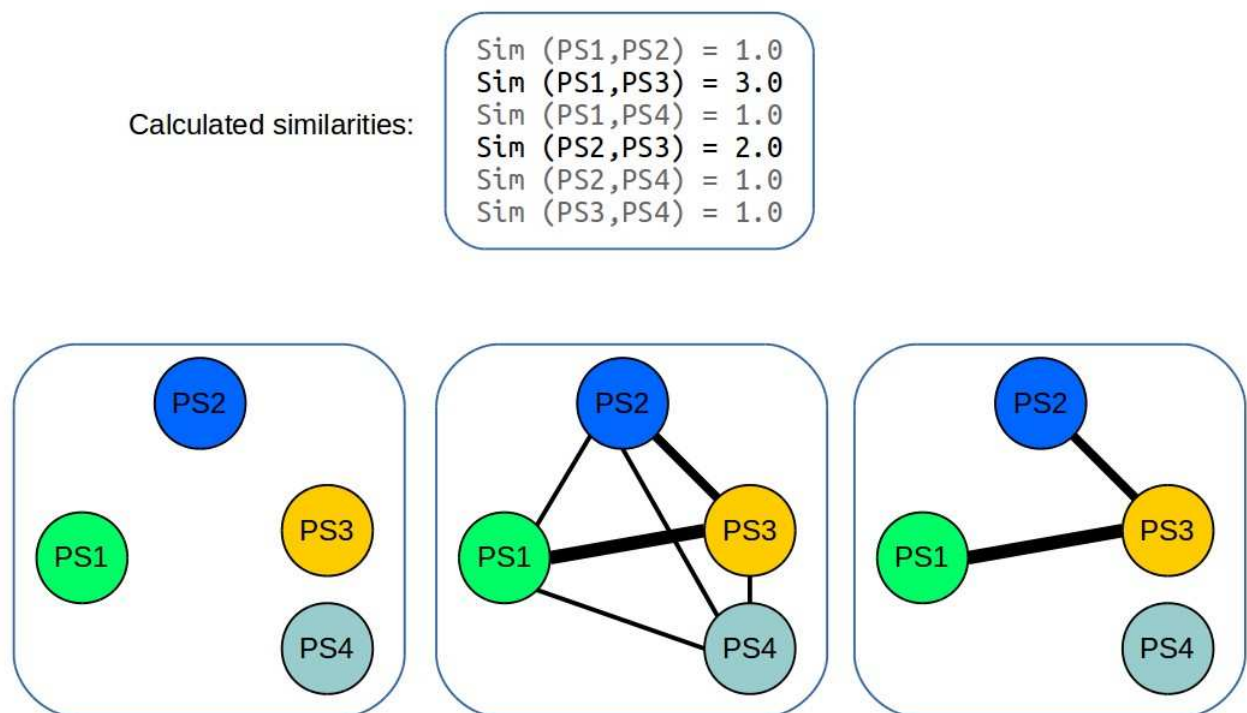 Calculated similarities:
Sim (PS1,PS2) = 1.0
Sim (PS1,PS3) = 3.0
Sim (PS1,PS4) = 1.0
Sim (PS2,PS3) = 2.0
Sim (PS2,PS4) = 1.0
Sim (PS3,PS4) = 1.0
PS2
PS3
PS1
PS4
PS2
PS3
PS1
PS4
PS2
PS3
PS1
PS4